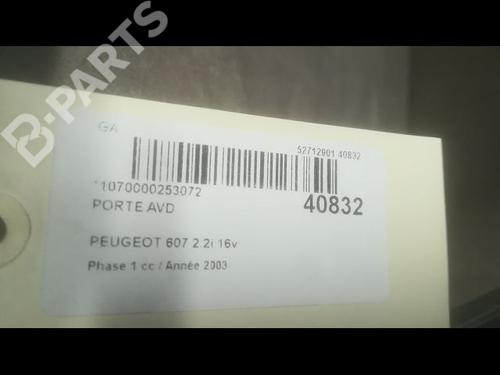 B-PARTS
GA
52712901 40832
*1070000253072
40832
PORTE AVD
PEUGEOT 607 2.2i 16v
Phase 1 cc / Année 2003